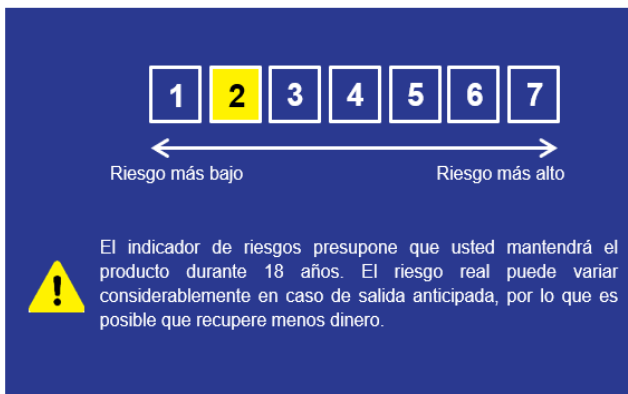 1 2 3 4 5 6 7
Riesgo más bajo Riesgo más alto
El indicador de riesgos presupone que usted mantendrá el
producto durante 18 años. El riesgo real puede variar
considerablemente en caso de salida anticipada, por lo que es
posible que recupere menos dinero.